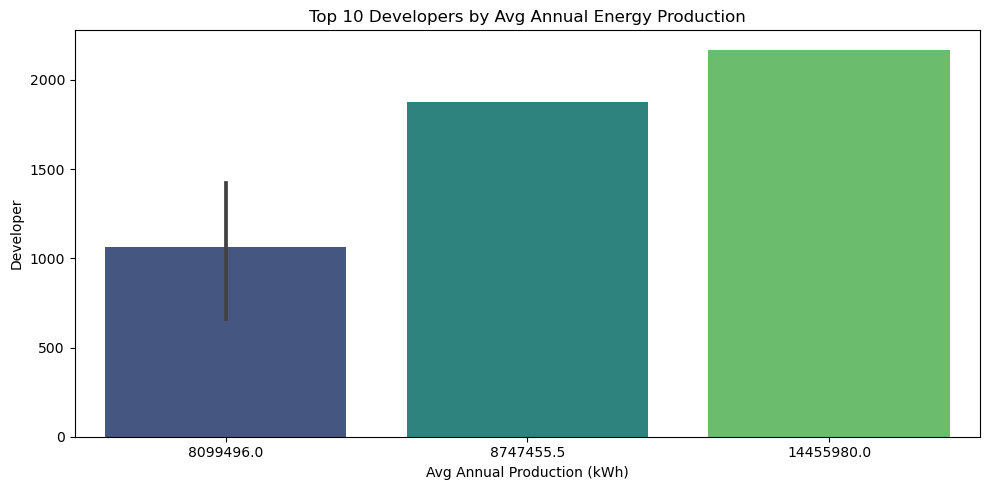 Top 10 Developers by Avg Annual Energy Production
2000
1500
1000
500
0
Developer
8099496.0 8747455.5 14455980.0
Avg Annual Production (kWh)